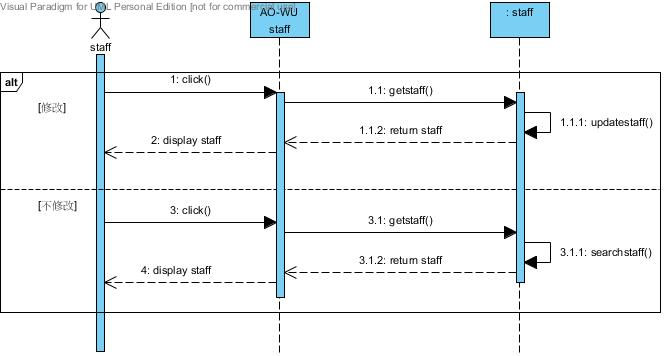 Visual Paradigm for UML Personal Edition [not for commercial use]
staff
AO-WU
staff
: staff
alt
[修改]
1: click()
1.1: getstaff()
1.1.1: updatestaff()
1.1.2: return staff
2: display staff
[不修改]
3: click()
3.1: getstaff()
3.1.1: searchstaff()
3.1.2: return staff
4: display staff